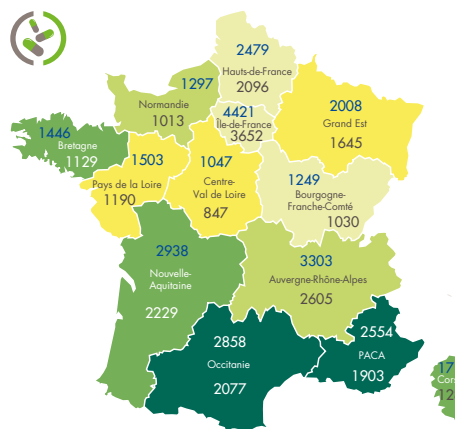 2479
Hauts-de-France
2096
1297
Normandie
1013
4421
Île-de-France
3652
2008
Grand Est
1645
1446
Bretagne
1129
1503
Pays de la Loire
1190
1047
Centre-
Val de Loire
847
1249
Bourgogne-
Franche-Comté
1030
2938
Nouvelle-
Aquitaine
2229
3303
Auvergne-Rhône-Alpes
2605
2858
Occitanie
2077
2554
PACA
1903